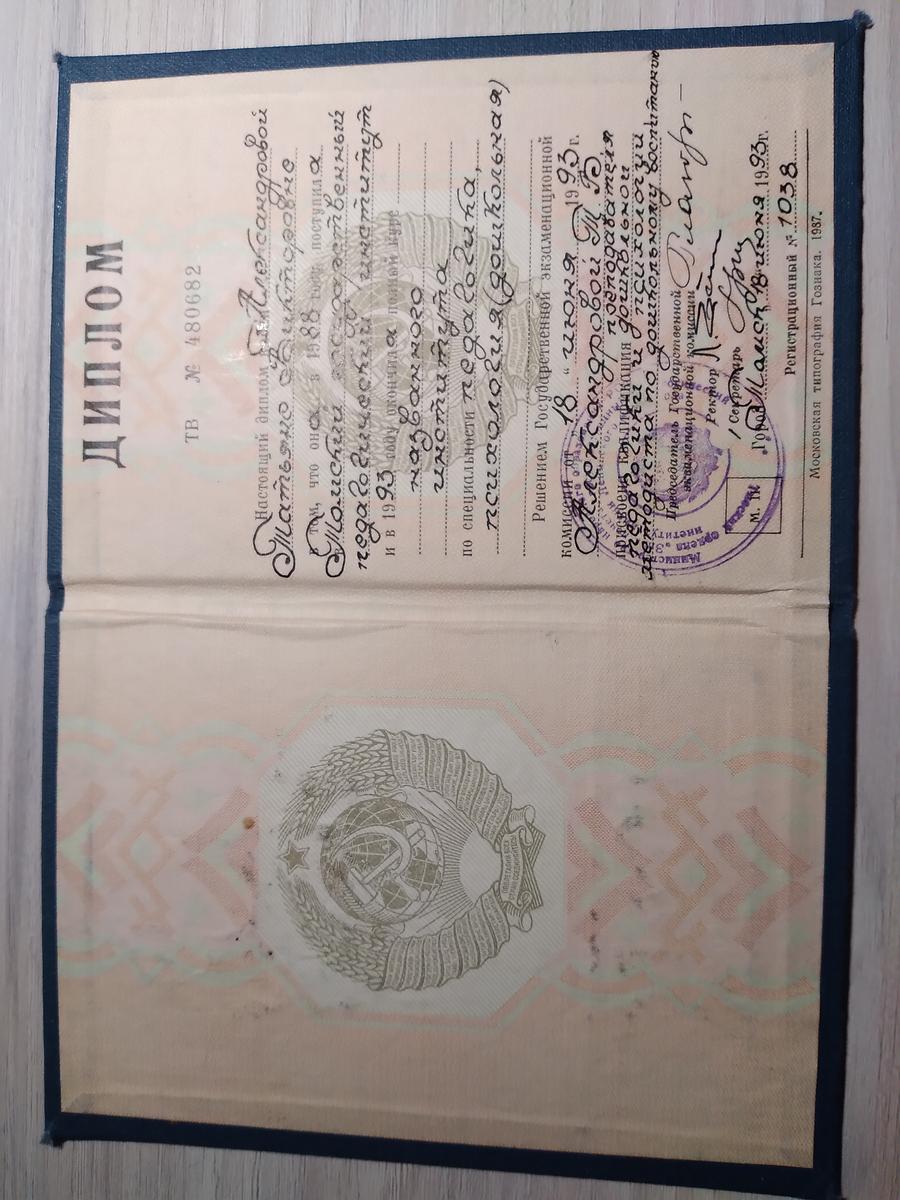 ДИПЛОМ
ТВ № 480682
Настоящий диплом выдан Александровой
Татьяне Викторовне
в том, что она в 1988 году поступила
в Томский государственный
педагогический институт
и в 1993 году окончила полный курс
названного
института
по специальности педагогика,
психология (дошкольная)
Решением Государственной экзаменационной
комиссии от 18 " июня 1993 г.
Александровой Т. В.
присвоена квалификация преподавателя
педагогики и психологии дошкольной
методиста по дошкольному воспитанию
Председатель Государственной
экзаменационной комиссии
Ректор
Секретарь
М. П.
Город Томск 18 июня 1993г.
Регистрационный № 1038
Московская типография Гознака. 1987.